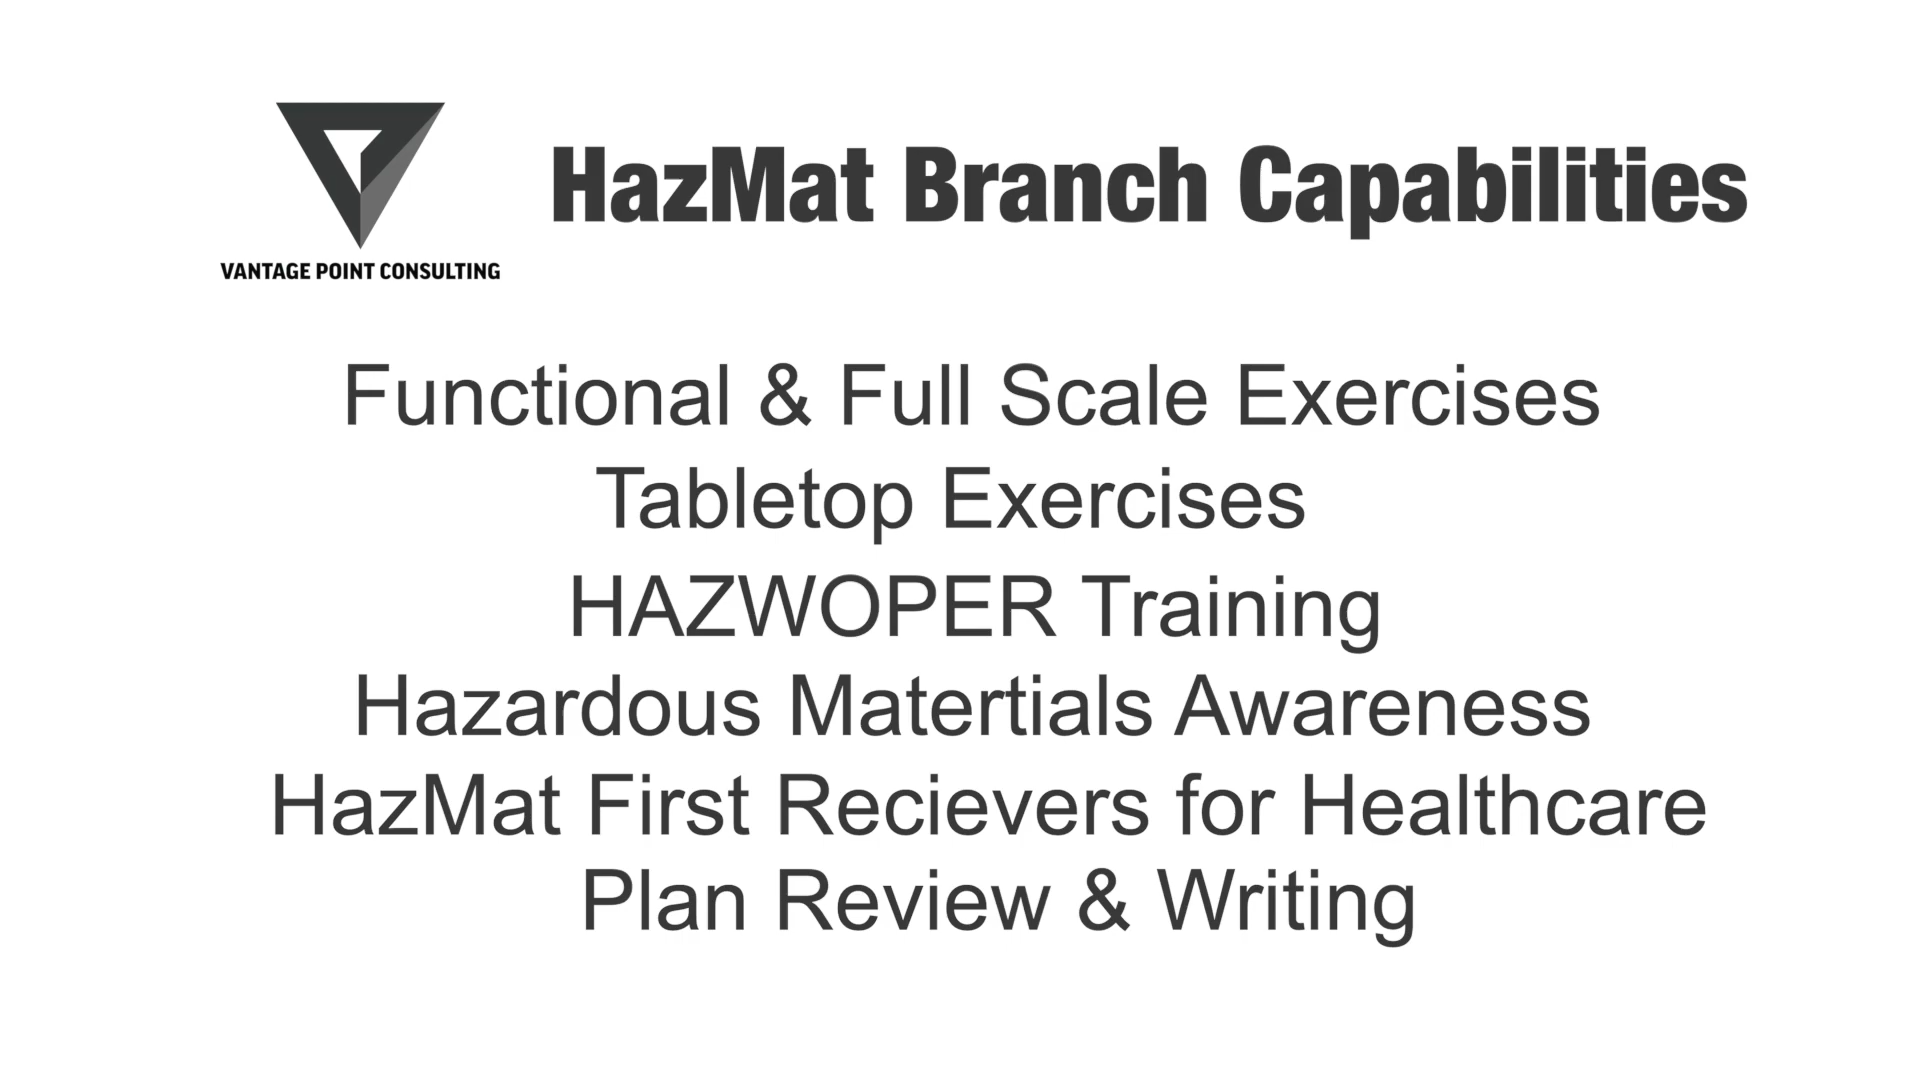 HazMat Branch Capabilities
VANTAGE POINT CONSULTING
Functional & Full Scale Exercises
Tabletop Exercises
HAZWOPER Training
Hazardous Matertials Awareness
HazMat First Recievers for Healthcare
Plan Review & Writing